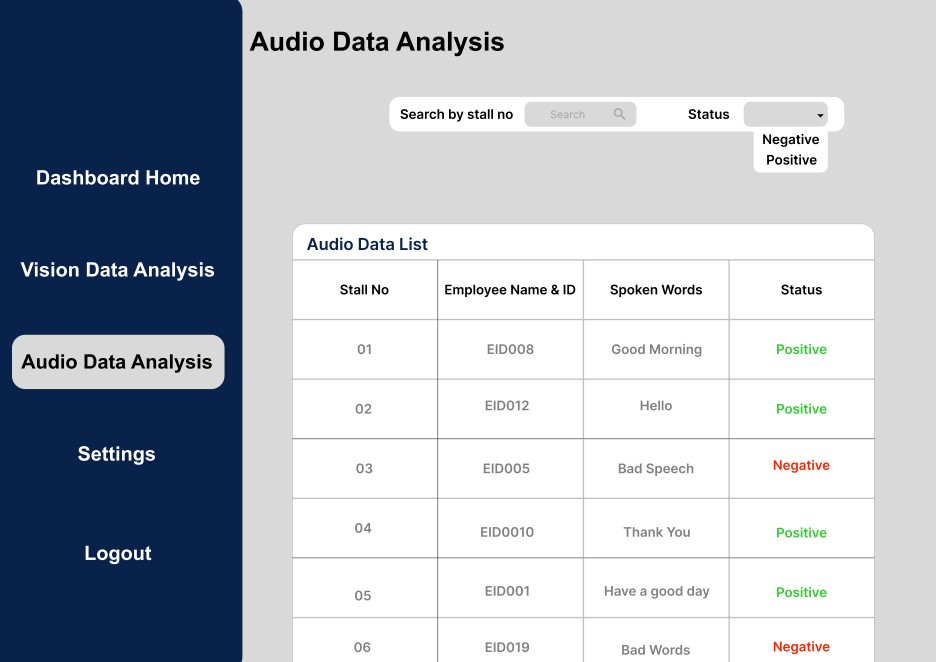 Audio Data Analysis
Search by stall no Search Status
Negative
Positive
Dashboard Home
Vision Data Analysis
Audio Data Analysis
Settings
Logout
Audio Data List
Stall No Employee Name & ID Spoken Words Status
01 EID008 Good Morning Positive
02 EID012 Hello Positive
03 EID005 Bad Speech Negative
04 EID0010 Thank You Positive
05 EID001 Have a good day Positive
06 EID019 Bad Words Negative